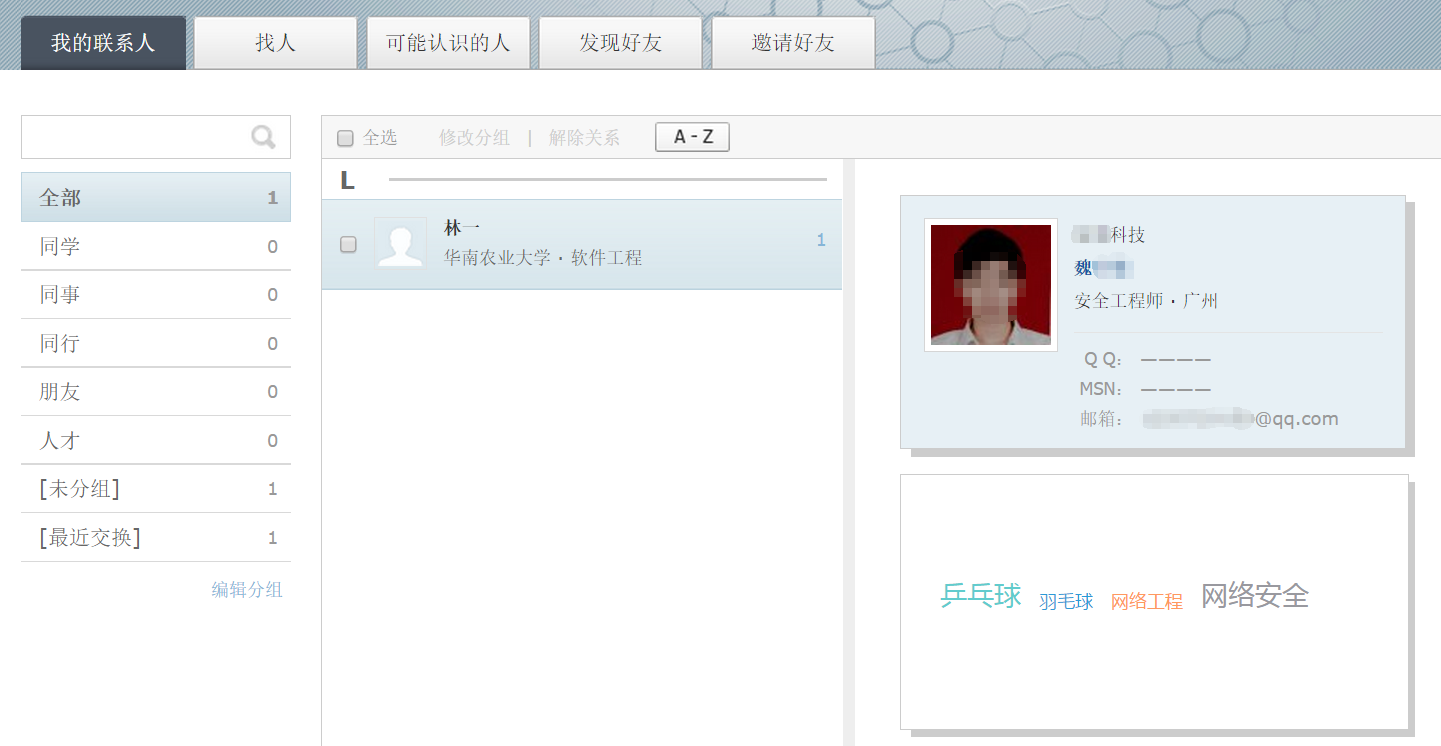 我的联系人
找人
可能认识的人
发现好友
邀请好友
全部 1
同学 0
同事 0
同行 0
朋友 0
人才 0
[未分组] 1
[最近交换] 1
编辑分组
全选 修改分组 | 解除关系 A - Z
L
林一
华南农业大学 · 软件工程
1
科技
魏
安全工程师 · 广州
Q Q： ————
MSN： ————
邮箱： @qq.com
乒乓球 羽毛球 网络工程 网络安全